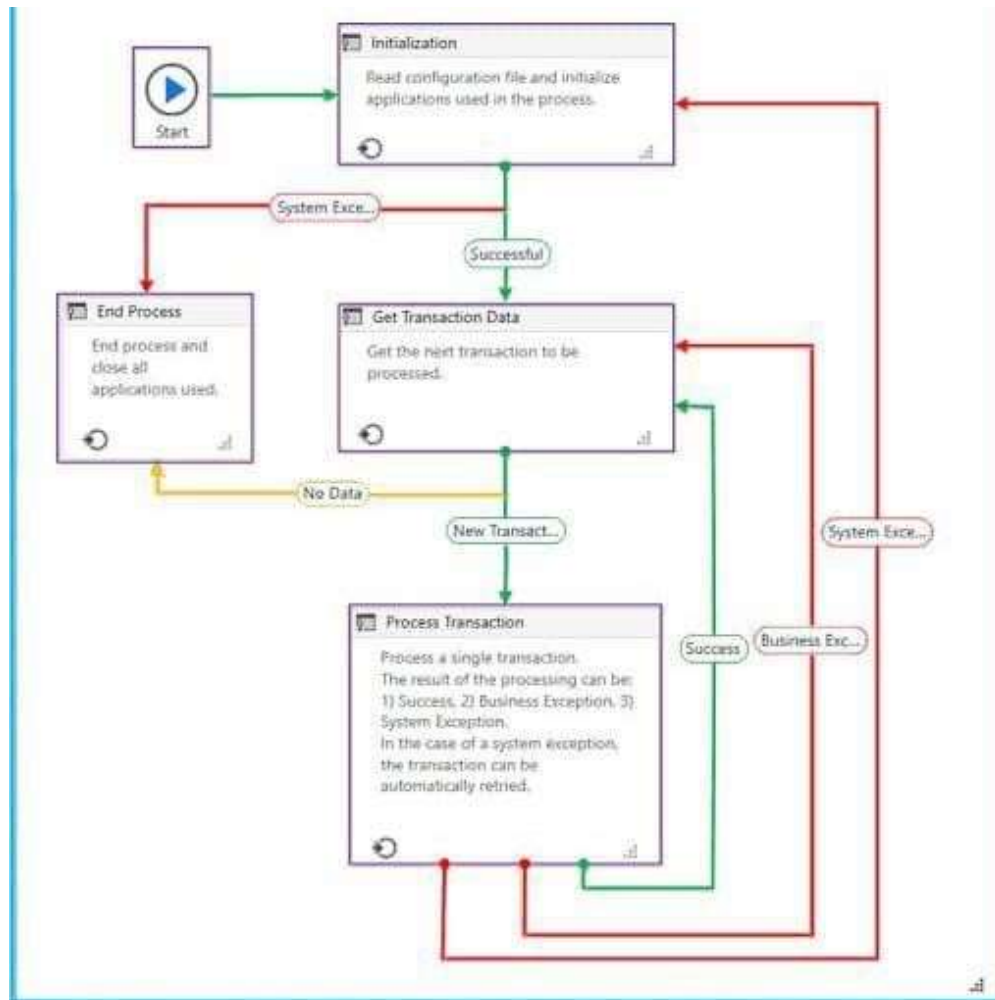 Initialization
Read configuration file and initialize
applications used in the process.
Start
System Exce...
Successful
End Process
End process and
close all
applications used.
Get Transaction Data
Get the next transaction to be
processed.
No Data
New Transact...
System Exce...
Process Transaction
Process a single transaction.
The result of the processing can be:
1) Success, 2) Business Exception, 3)
System Exception.
In the case of a system exception,
the transaction can be
automatically retried.
Success
Business Exc...